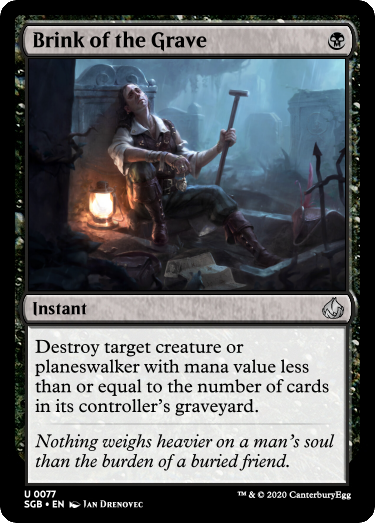 Brink of the Grave
Instant
Destroy target creature or
planeswalker with mana value less
than or equal to the number of cards
in its controller's graveyard.
Nothing weighs heavier on a man's soul
than the burden of a buried friend.
U 0077
SGB • EN Jan Drenovec
™ & © 2020 CanterburyEgg